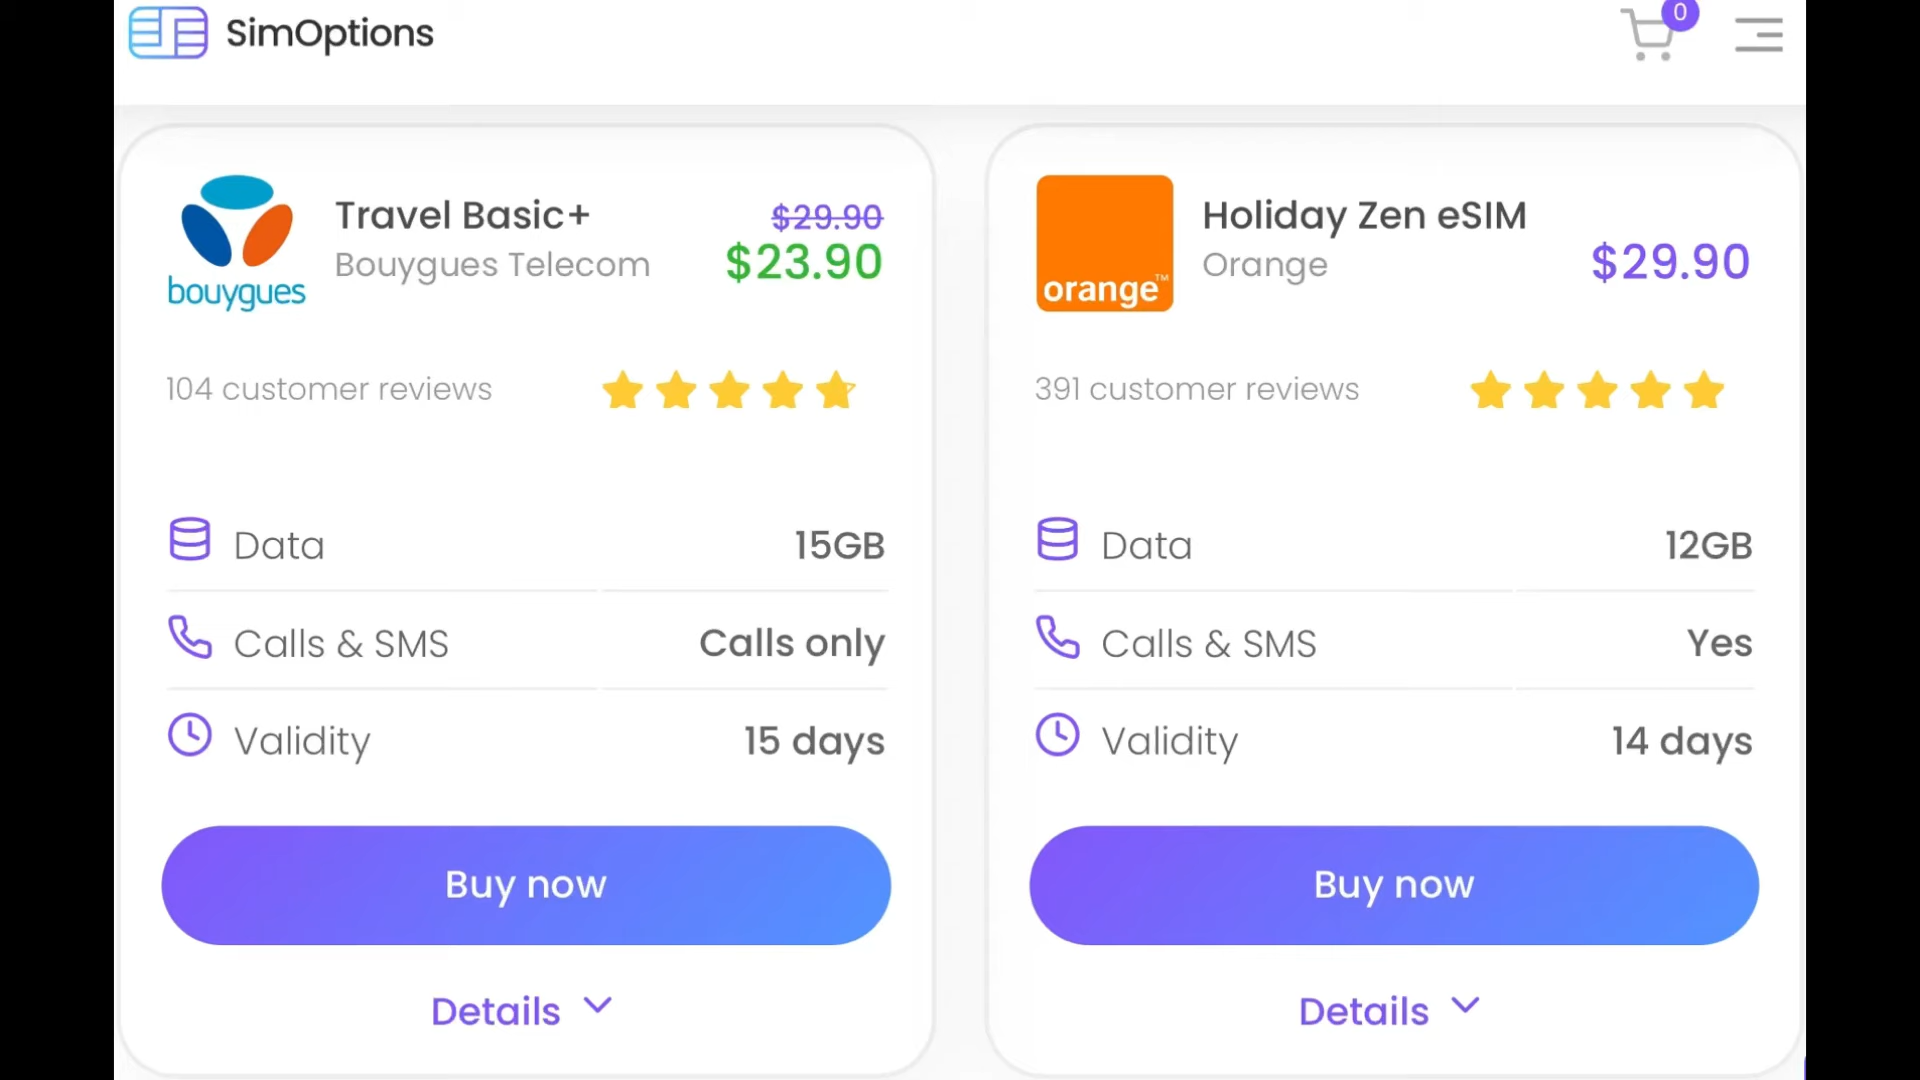 SimOptions
0
Travel Basic+
$29.90
Bouygues Telecom
$23.90
bouygues
104 customer reviews
Data
15GB
Calls & SMS
Calls only
Validity
15 days
Buy now
Details
Holiday Zen eSIM
Orange
$29.90
orange™
391 customer reviews
Data
12GB
Calls & SMS
Yes
Validity
14 days
Buy now
Details